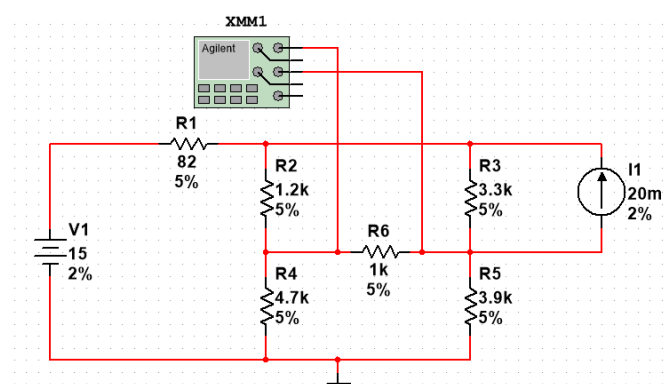 XMM1
Agilent
R1
82
5%
R2
1.2k
5%
R3
3.3k
5%
I1
20m
2%
R6
1k
5%
V1
15
2%
R4
4.7k
5%
R5
3.9k
5%